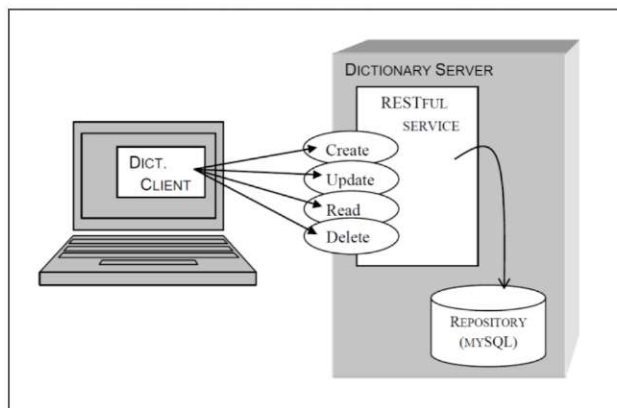 DICTIONARY SERVER
RESTFUL
SERVICE
DICT.
CLIENT
Create
Update
Read
Delete
REPOSITORY
(MYSQL)